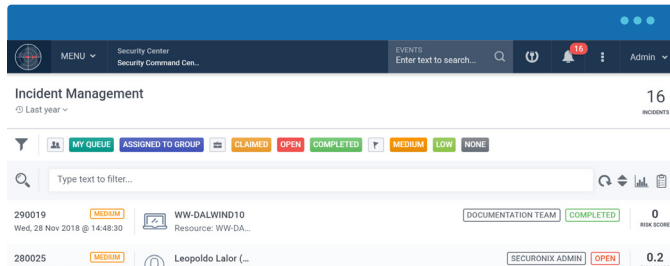 MENU
Security Center
Security Command Cen..
EVENTS
Enter text to search...
16
Admin
Incident Management
Last year
16
INCIDENTS
MY QUEUE ASSIGNED TO GROUP CLAIMED OPEN COMPLETED MEDIUM LOW NONE
Type text to filter...
290019 MEDIUM WW-DALWIND10 DOCUMENTATION TEAM COMPLETED 0
Wed, 28 Nov 2018 @ 14:48:30 Resource: WW-DA... RISK SCORE
280025 MEDIUM Leopoldo Lalor (... SECURONIX ADMIN OPEN 0.2